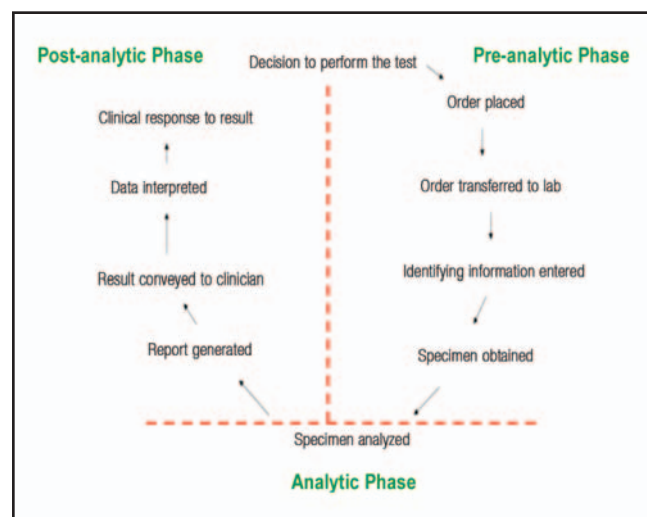 Post-analytic Phase
Decision to perform the test
Pre-analytic Phase
Order placed
Order transferred to lab
Identifying information entered
Specimen obtained
Specimen analyzed
Analytic Phase
Report generated
Result conveyed to clinician
Data interpreted
Clinical response to result